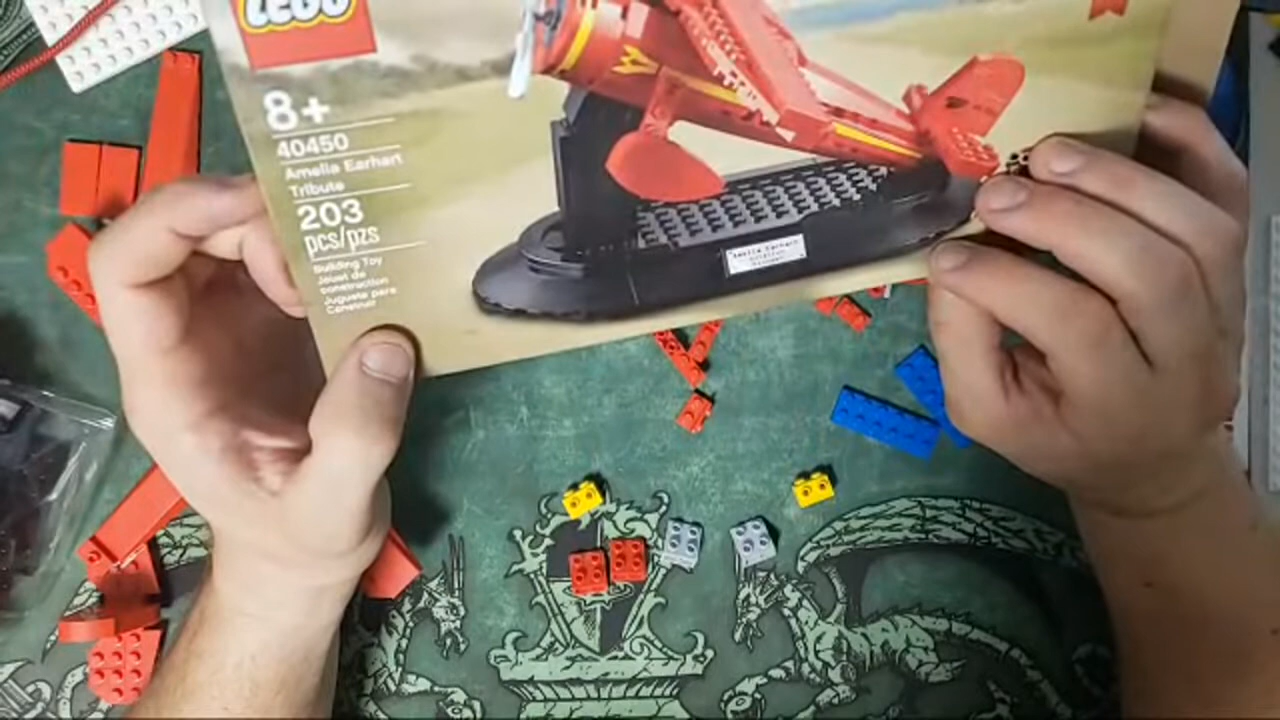 LEGO
8+
40450
Amelia Earhart
Tribute
203
pcs/pzs
Building Toy
Jouet de
construction
Juguete para
Construir
Amelia Earhart